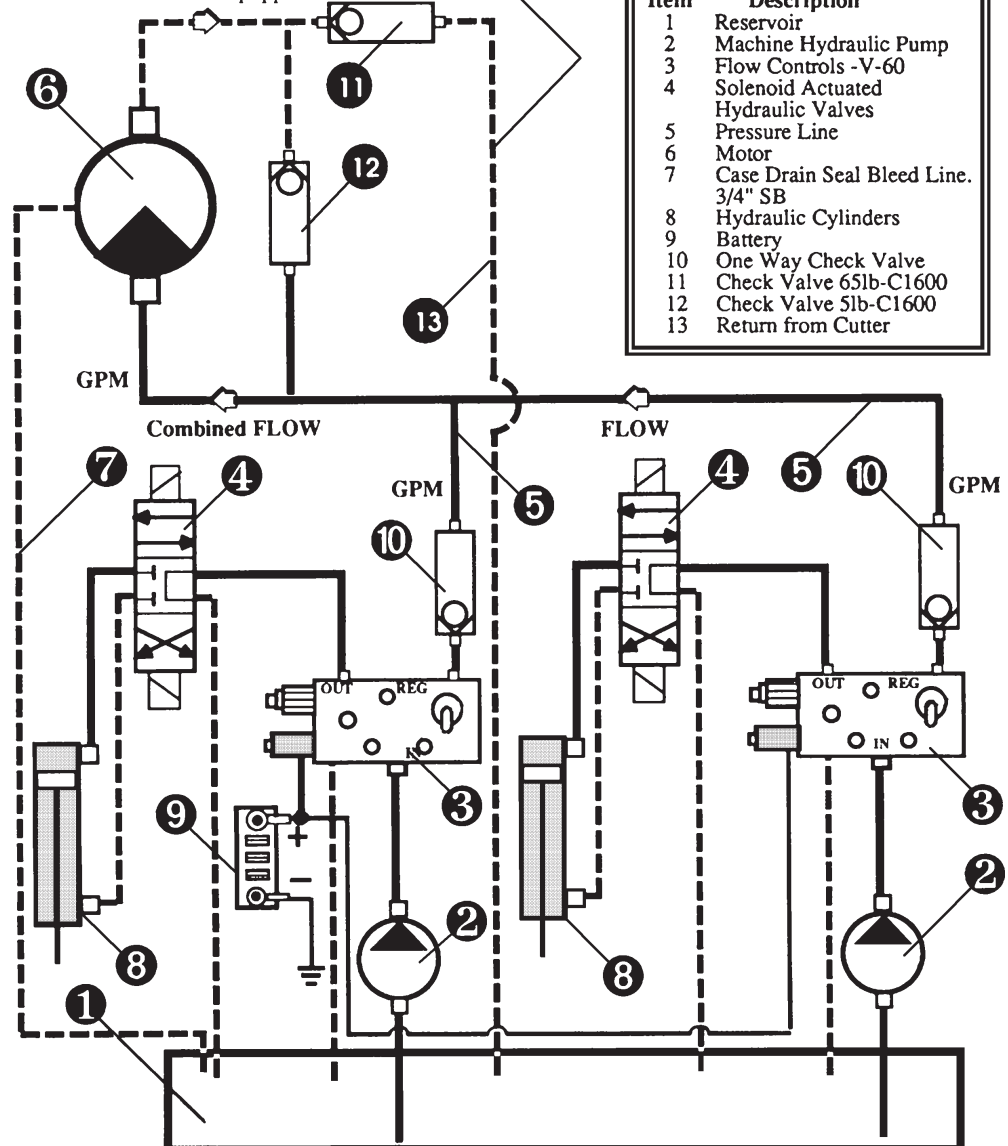 Item Description
1 Reservoir
2 Machine Hydraulic Pump
3 Flow Controls -V-60
4 Solenoid Actuated
Hydraulic Valves
5 Pressure Line
6 Motor
7 Case Drain Seal Bleed Line.
3/4" SB
8 Hydraulic Cylinders
9 Battery
10 One Way Check Valve
11 Check Valve 65lb-C1600
12 Check Valve 5lb-C1600
13 Return from Cutter
11
6
12
13
GPM
Combined FLOW
FLOW
7
4
GPM
5
4
5
10
GPM
10
OUT REG
IN
OUT REG
IN
3
3
9
+
−
2
2
8
8
1